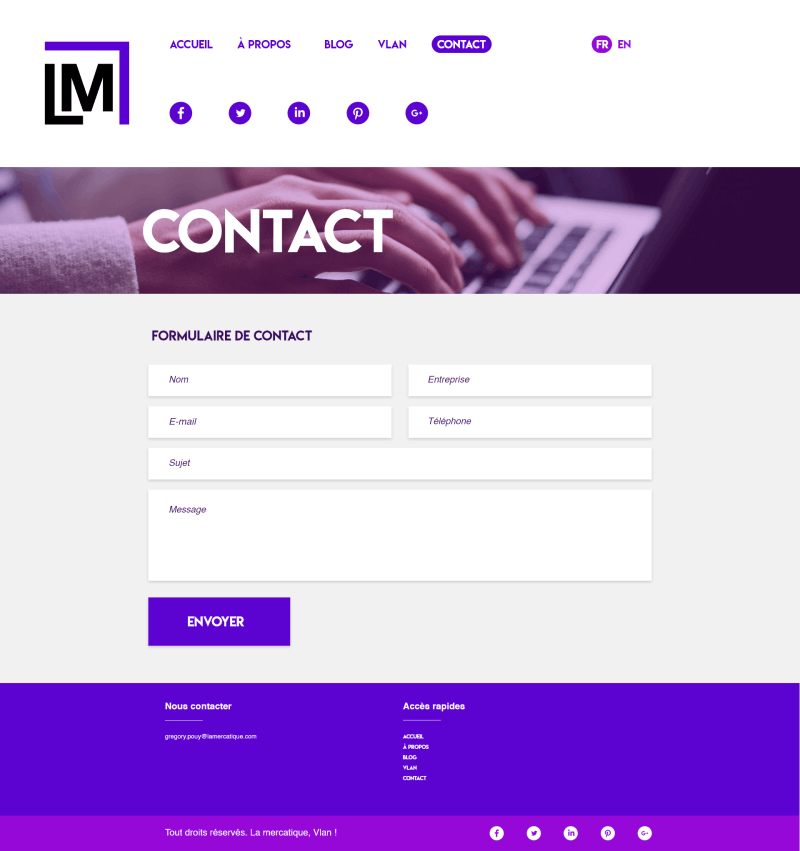 ACCUEIL À PROPOS BLOG VLAN CONTACT FR EN
LM
CONTACT
FORMULAIRE DE CONTACT
Nom Entreprise
E-mail Téléphone
Sujet
Message
ENVOYER
Nous contacter Accès rapides
gregory.pouy@lamercatique.com ACCUEIL
À PROPOS
BLOG
VLAN
CONTACT
Tout droits réservés. La mercatique, Vlan !